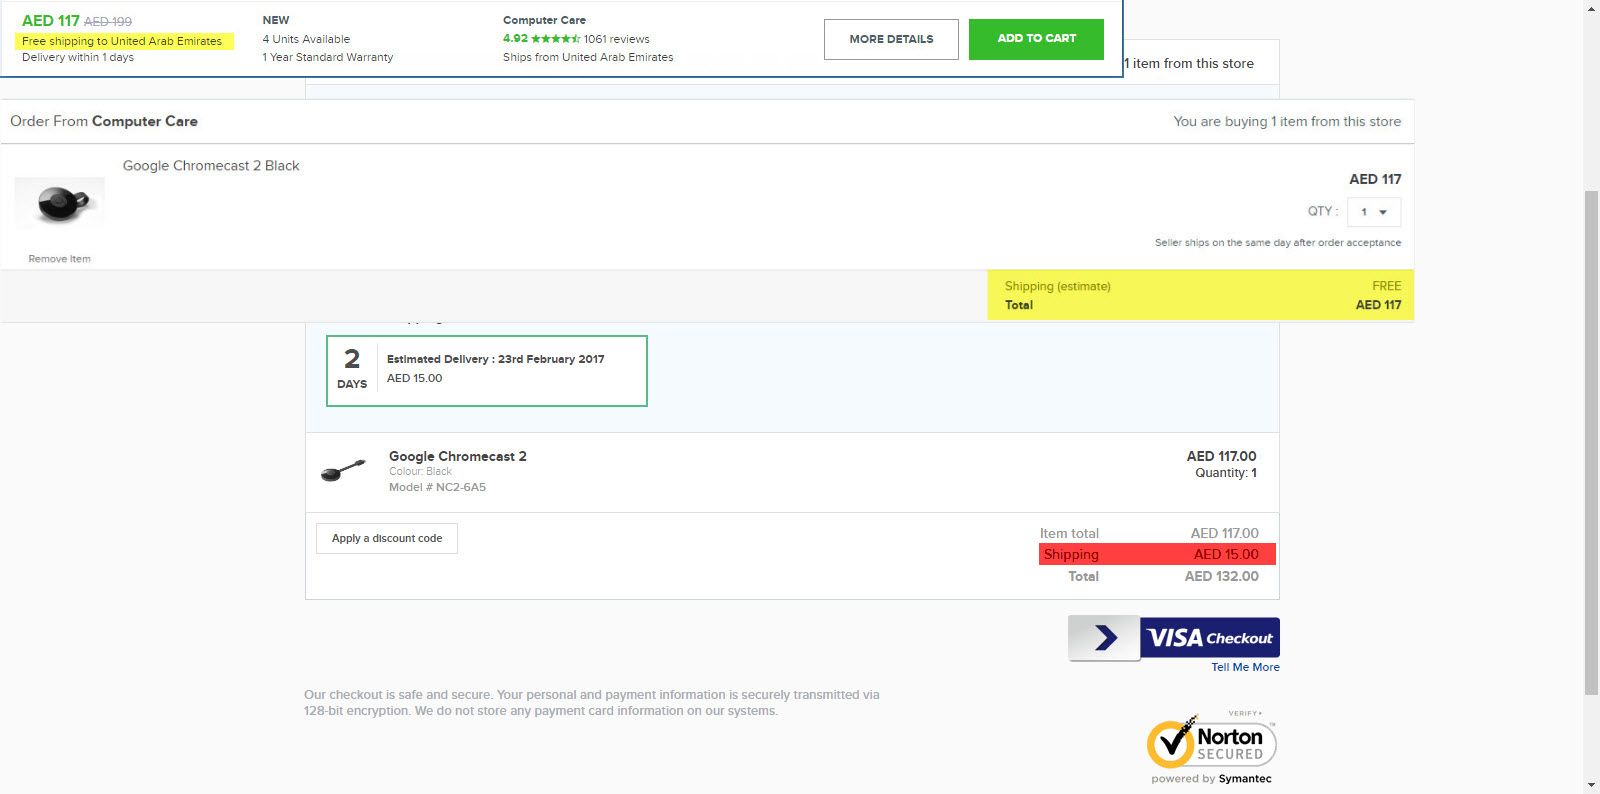 AED 117 AED 199
Free shipping to United Arab Emirates
Delivery within 1 days
NEW
4 Units Available
1 Year Standard Warranty
Computer Care
4.92 1061 reviews
Ships from United Arab Emirates
MORE DETAILS
ADD TO CART
1 item from this store
Order From Computer Care
You are buying 1 item from this store
Google Chromecast 2 Black
AED 117
QTY : 1
Seller ships on the same day after order acceptance
Remove Item
Shipping (estimate) FREE
Total AED 117
2
DAYS
Estimated Delivery : 23rd February 2017
AED 15.00
Google Chromecast 2
Colour: Black
Model # NC2-6A5
AED 117.00
Quantity: 1
Apply a discount code
Item total AED 117.00
Shipping AED 15.00
Total AED 132.00
VISA Checkout
Tell Me More
Our checkout is safe and secure. Your personal and payment information is securely transmitted via
128-bit encryption. We do not store any payment card information on our systems.
VERIFY
Norton
SECURED
TM
powered by Symantec